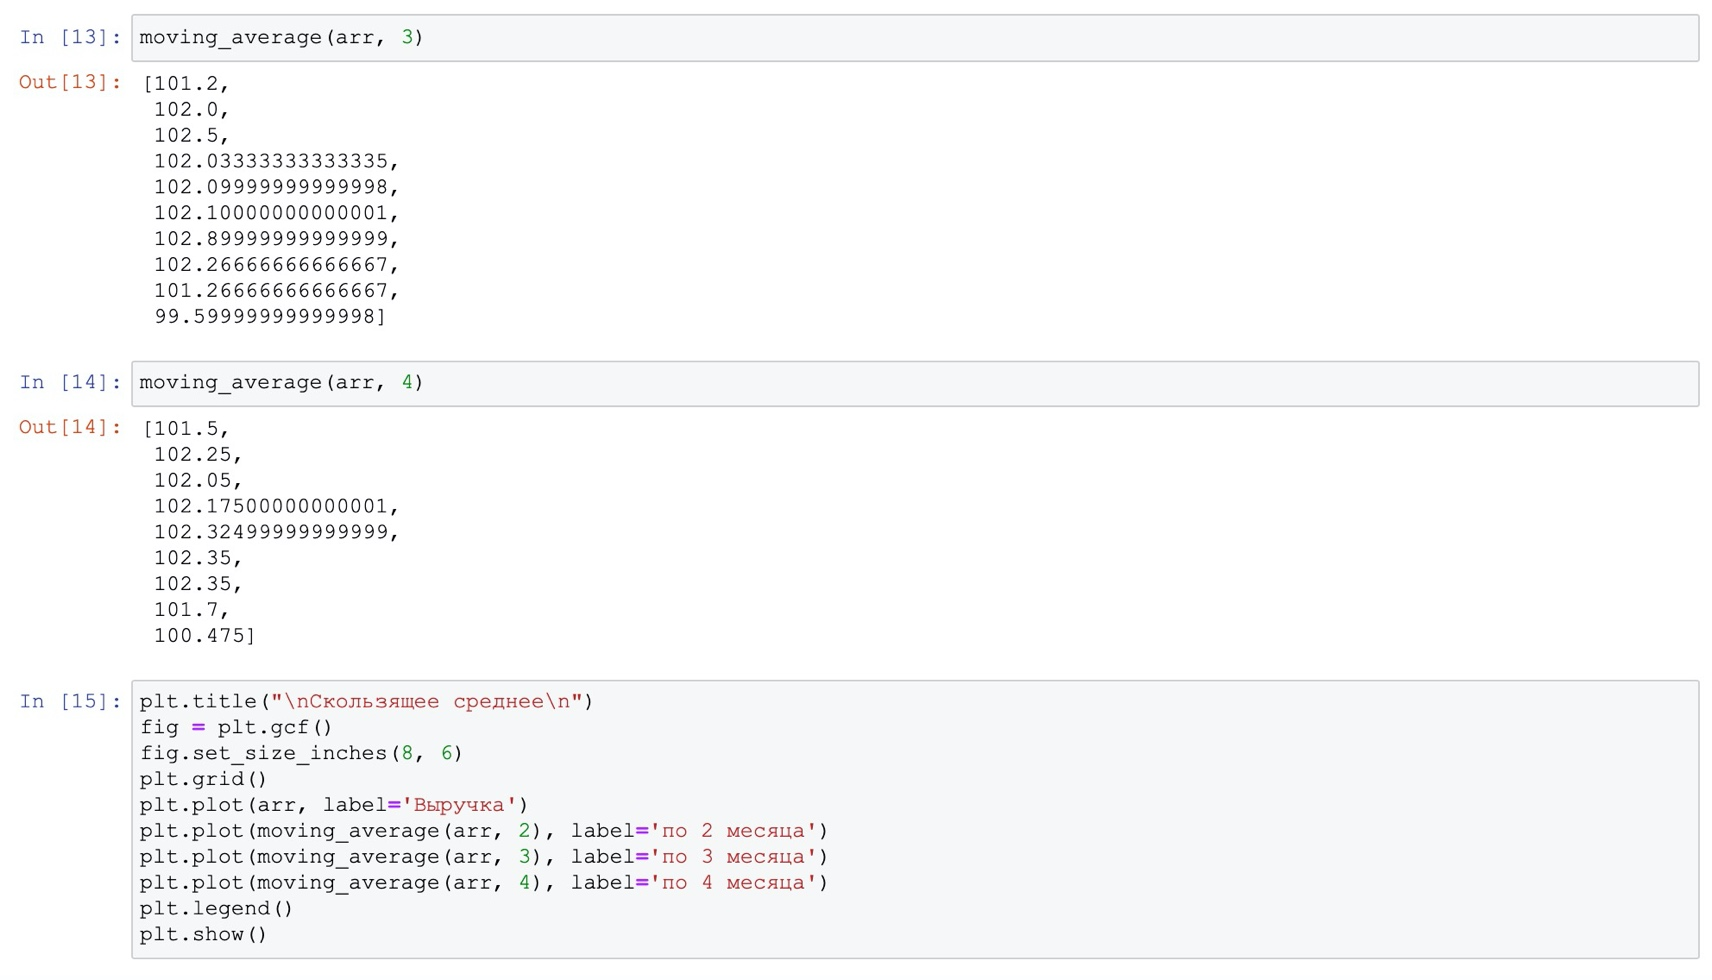 In [13]: moving_average(arr, 3)
Out[13]: [101.2,
102.0,
102.5,
102.03333333333335,
102.09999999999998,
102.10000000000001,
102.89999999999999,
102.26666666666667,
101.26666666666667,
99.59999999999998]
In [14]: moving_average(arr, 4)
Out[14]: [101.5,
102.25,
102.05,
102.17500000000001,
102.32499999999999,
102.35,
102.35,
101.7,
100.475]
In [15]: plt.title("\nСкользящее среднее\n")
fig = plt.gcf()
fig.set_size_inches(8, 6)
plt.grid()
plt.plot(arr, label='Выручка')
plt.plot(moving_average(arr, 2), label='по 2 месяца')
plt.plot(moving_average(arr, 3), label='по 3 месяца')
plt.plot(moving_average(arr, 4), label='по 4 месяца')
plt.legend()
plt.show()